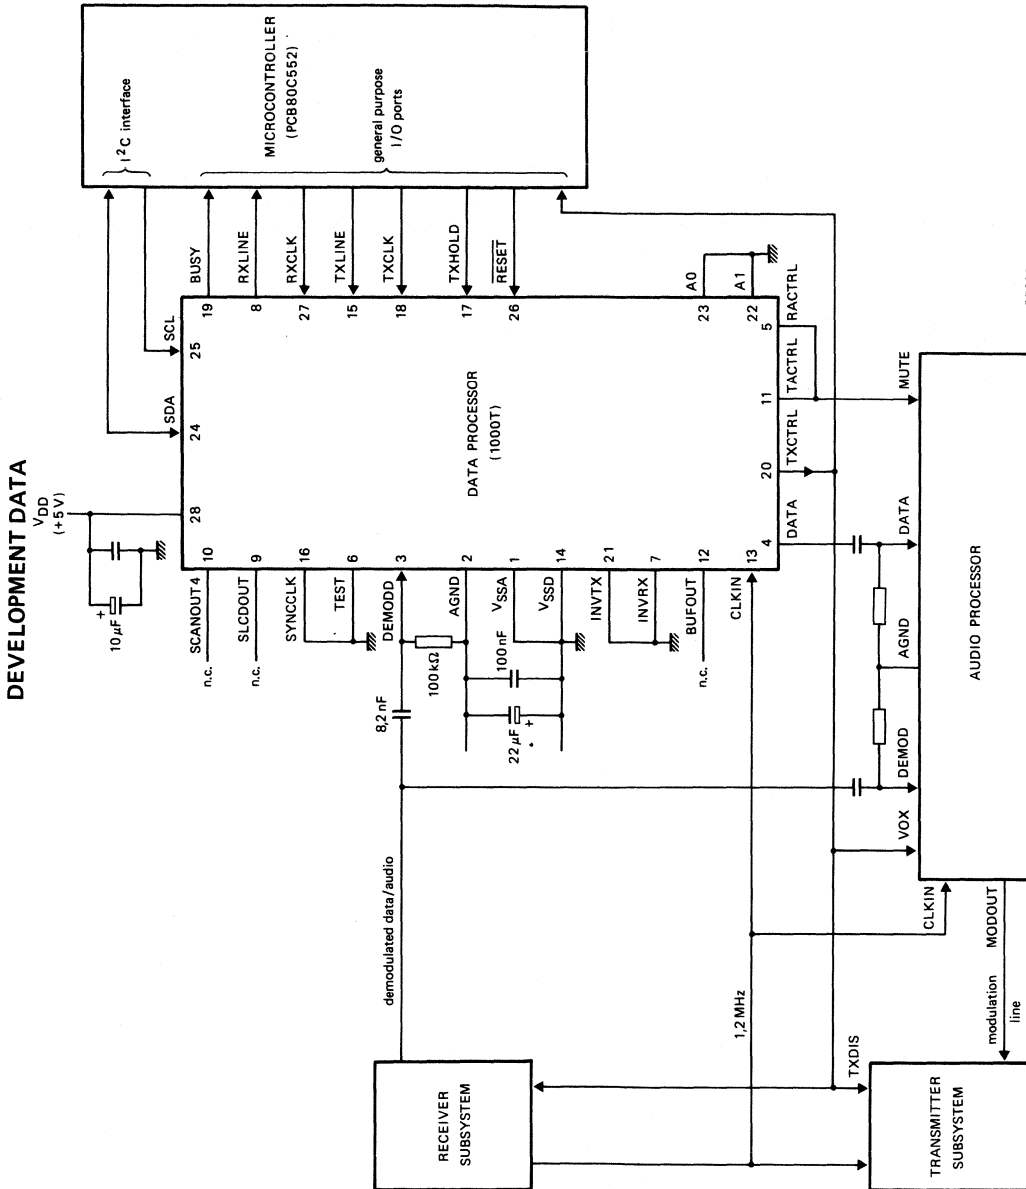 DEVELOPMENT DATA
VDD
(+5 V)
10 µF
+
I²C interface
MICROCONTROLLER
(PCB80C552)
general purpose
I/O ports
BUSY
RXLINE
RXCLK
TXLINE
TXCLK
TXHOLD
RESET
SCL
SDA
19
8
27
15
18
17
26
25
24
28
A0
A1
23
22
DATA PROCESSOR
(1000T)
5
RACTRL
11
TACTRL
20
TXCTRL
4
DATA
10
9
16
6
3
2
1
14
21
7
12
13
SCANOUT4
SLCDOUT
SYNCCLK
TEST
DEMODD
AGND
VSSA
VSSD
INVTX
INVRX
BUFOUT
CLKIN
n.c.
n.c.
n.c.
8,2 nF
100 kΩ
100 nF
22 µF
+
MUTE
DATA
AGND
DEMOD
VOX
CLKIN
MODOUT
AUDIO PROCESSOR
demodulated data/audio
1,2 MHz
modulation
line
TXDIS
RECEIVER
SUBSYSTEM
TRANSMITTER
SUBSYSTEM